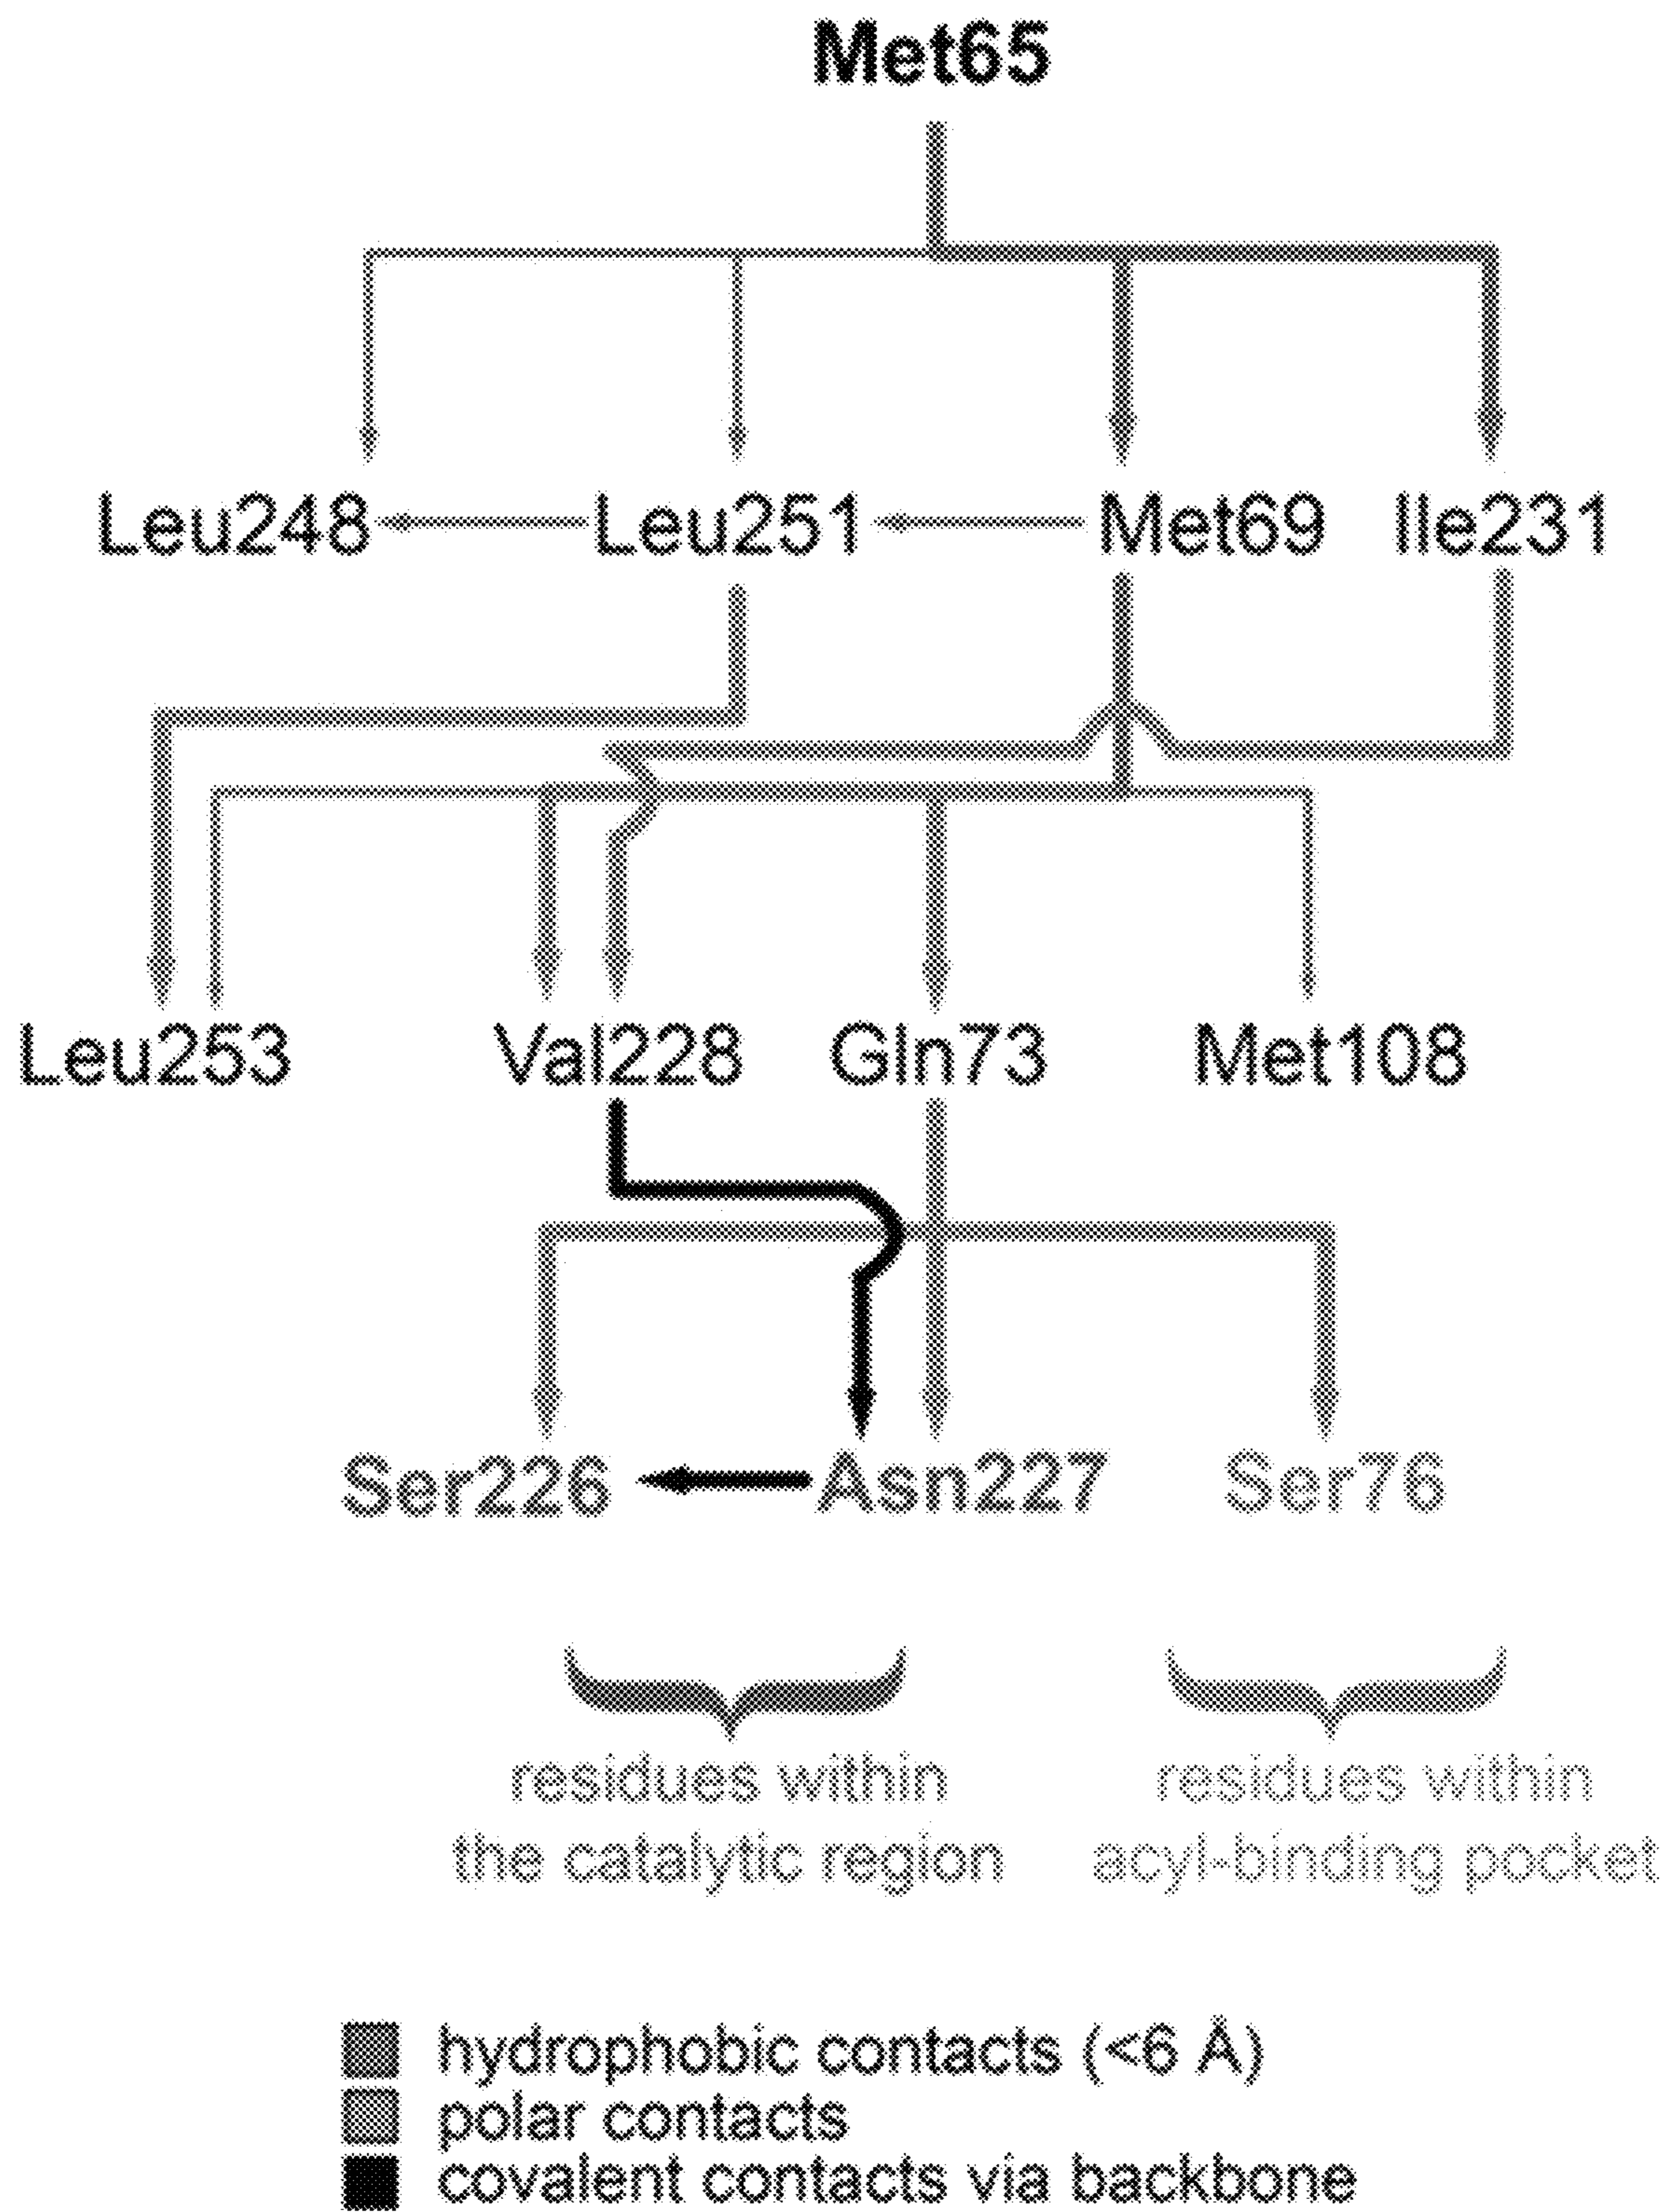 Met65
Leu248 Leu251 Met69 Ile231
Leu253 Val228 Gln73 Met108
Ser226 Asn227 Ser76
residues within
the catalytic region
residues within
acyl-binding pocket
hydrophobic contacts (<6 Å)
polar contacts
covalent contacts via backbone